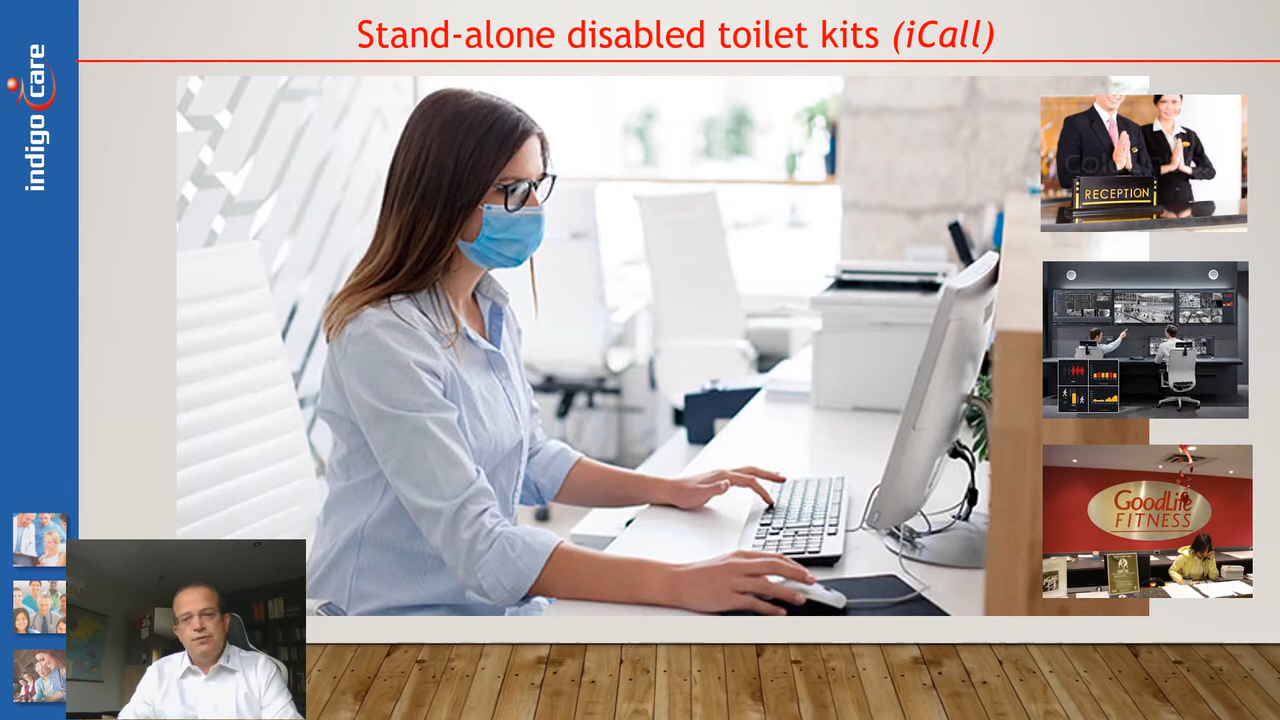 Stand-alone disabled toilet kits (iCall)
indigo care
RECEPTION
GoodLife
FITNESS